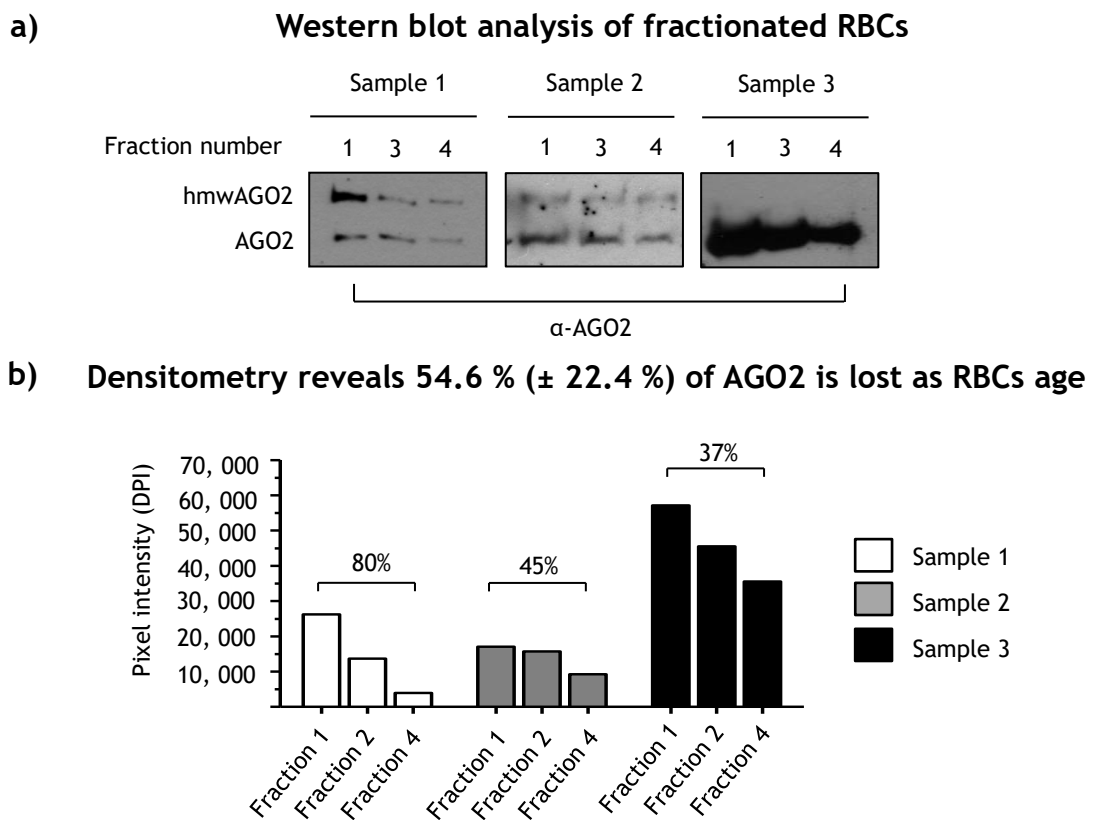 a)
Western blot analysis of fractionated RBCs
Sample 1 Sample 2 Sample 3
Fraction number 1 3 4 1 3 4 1 3 4
hmwAGO2
AGO2
α-AGO2
b)
Densitometry reveals 54.6 % (± 22.4 %) of AGO2 is lost as RBCs age
Pixel intensity (DPI)
70, 000
60, 000
50, 000
40, 000
30, 000
20, 000
10, 000
80%
45%
37%
Fraction 1
Fraction 2
Fraction 4
Fraction 1
Fraction 2
Fraction 4
Fraction 1
Fraction 2
Fraction 4
Sample 1
Sample 2
Sample 3